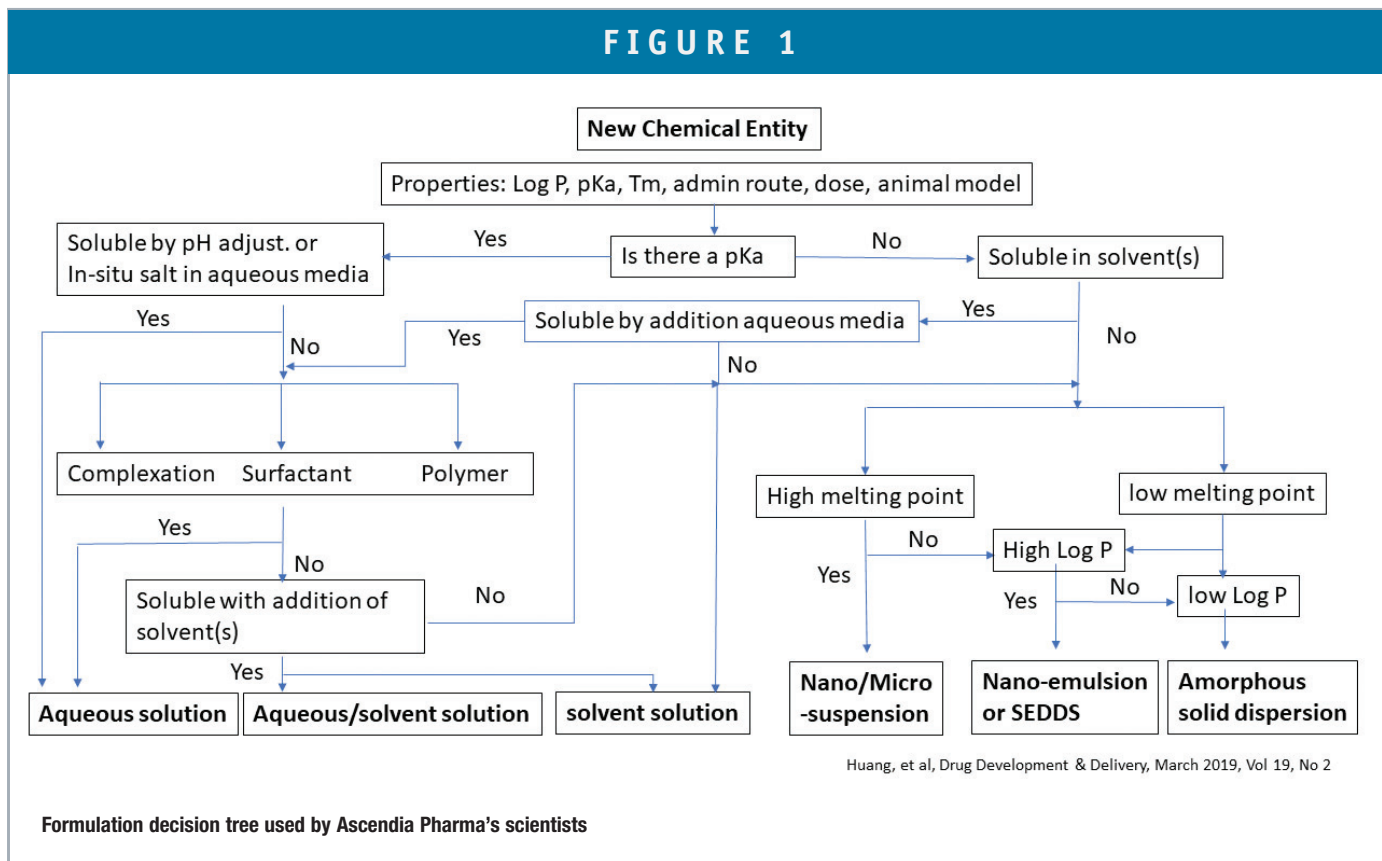 FIGURE 1
New Chemical Entity
Properties: Log P, pKa, Tm, admin route, dose, animal model
Soluble by pH adjust. or
In-situ salt in aqueous media
Yes
Is there a pKa
No
Soluble in solvent(s)
Yes
No
Yes
Soluble by addition aqueous media
Yes
No
No
Complexation Surfactant Polymer
High melting point
low melting point
Yes
No
No
High Log P
Yes
Soluble with addition of
solvent(s)
No
Yes
No
low Log P
Yes
Aqueous solution
Aqueous/solvent solution
solvent solution
Nano/Micro
-suspension
Nano-emulsion
or SEDDS
Amorphous
solid dispersion
Huang, et al, Drug Development & Delivery, March 2019, Vol 19, No 2
Formulation decision tree used by Ascendia Pharma's scientists